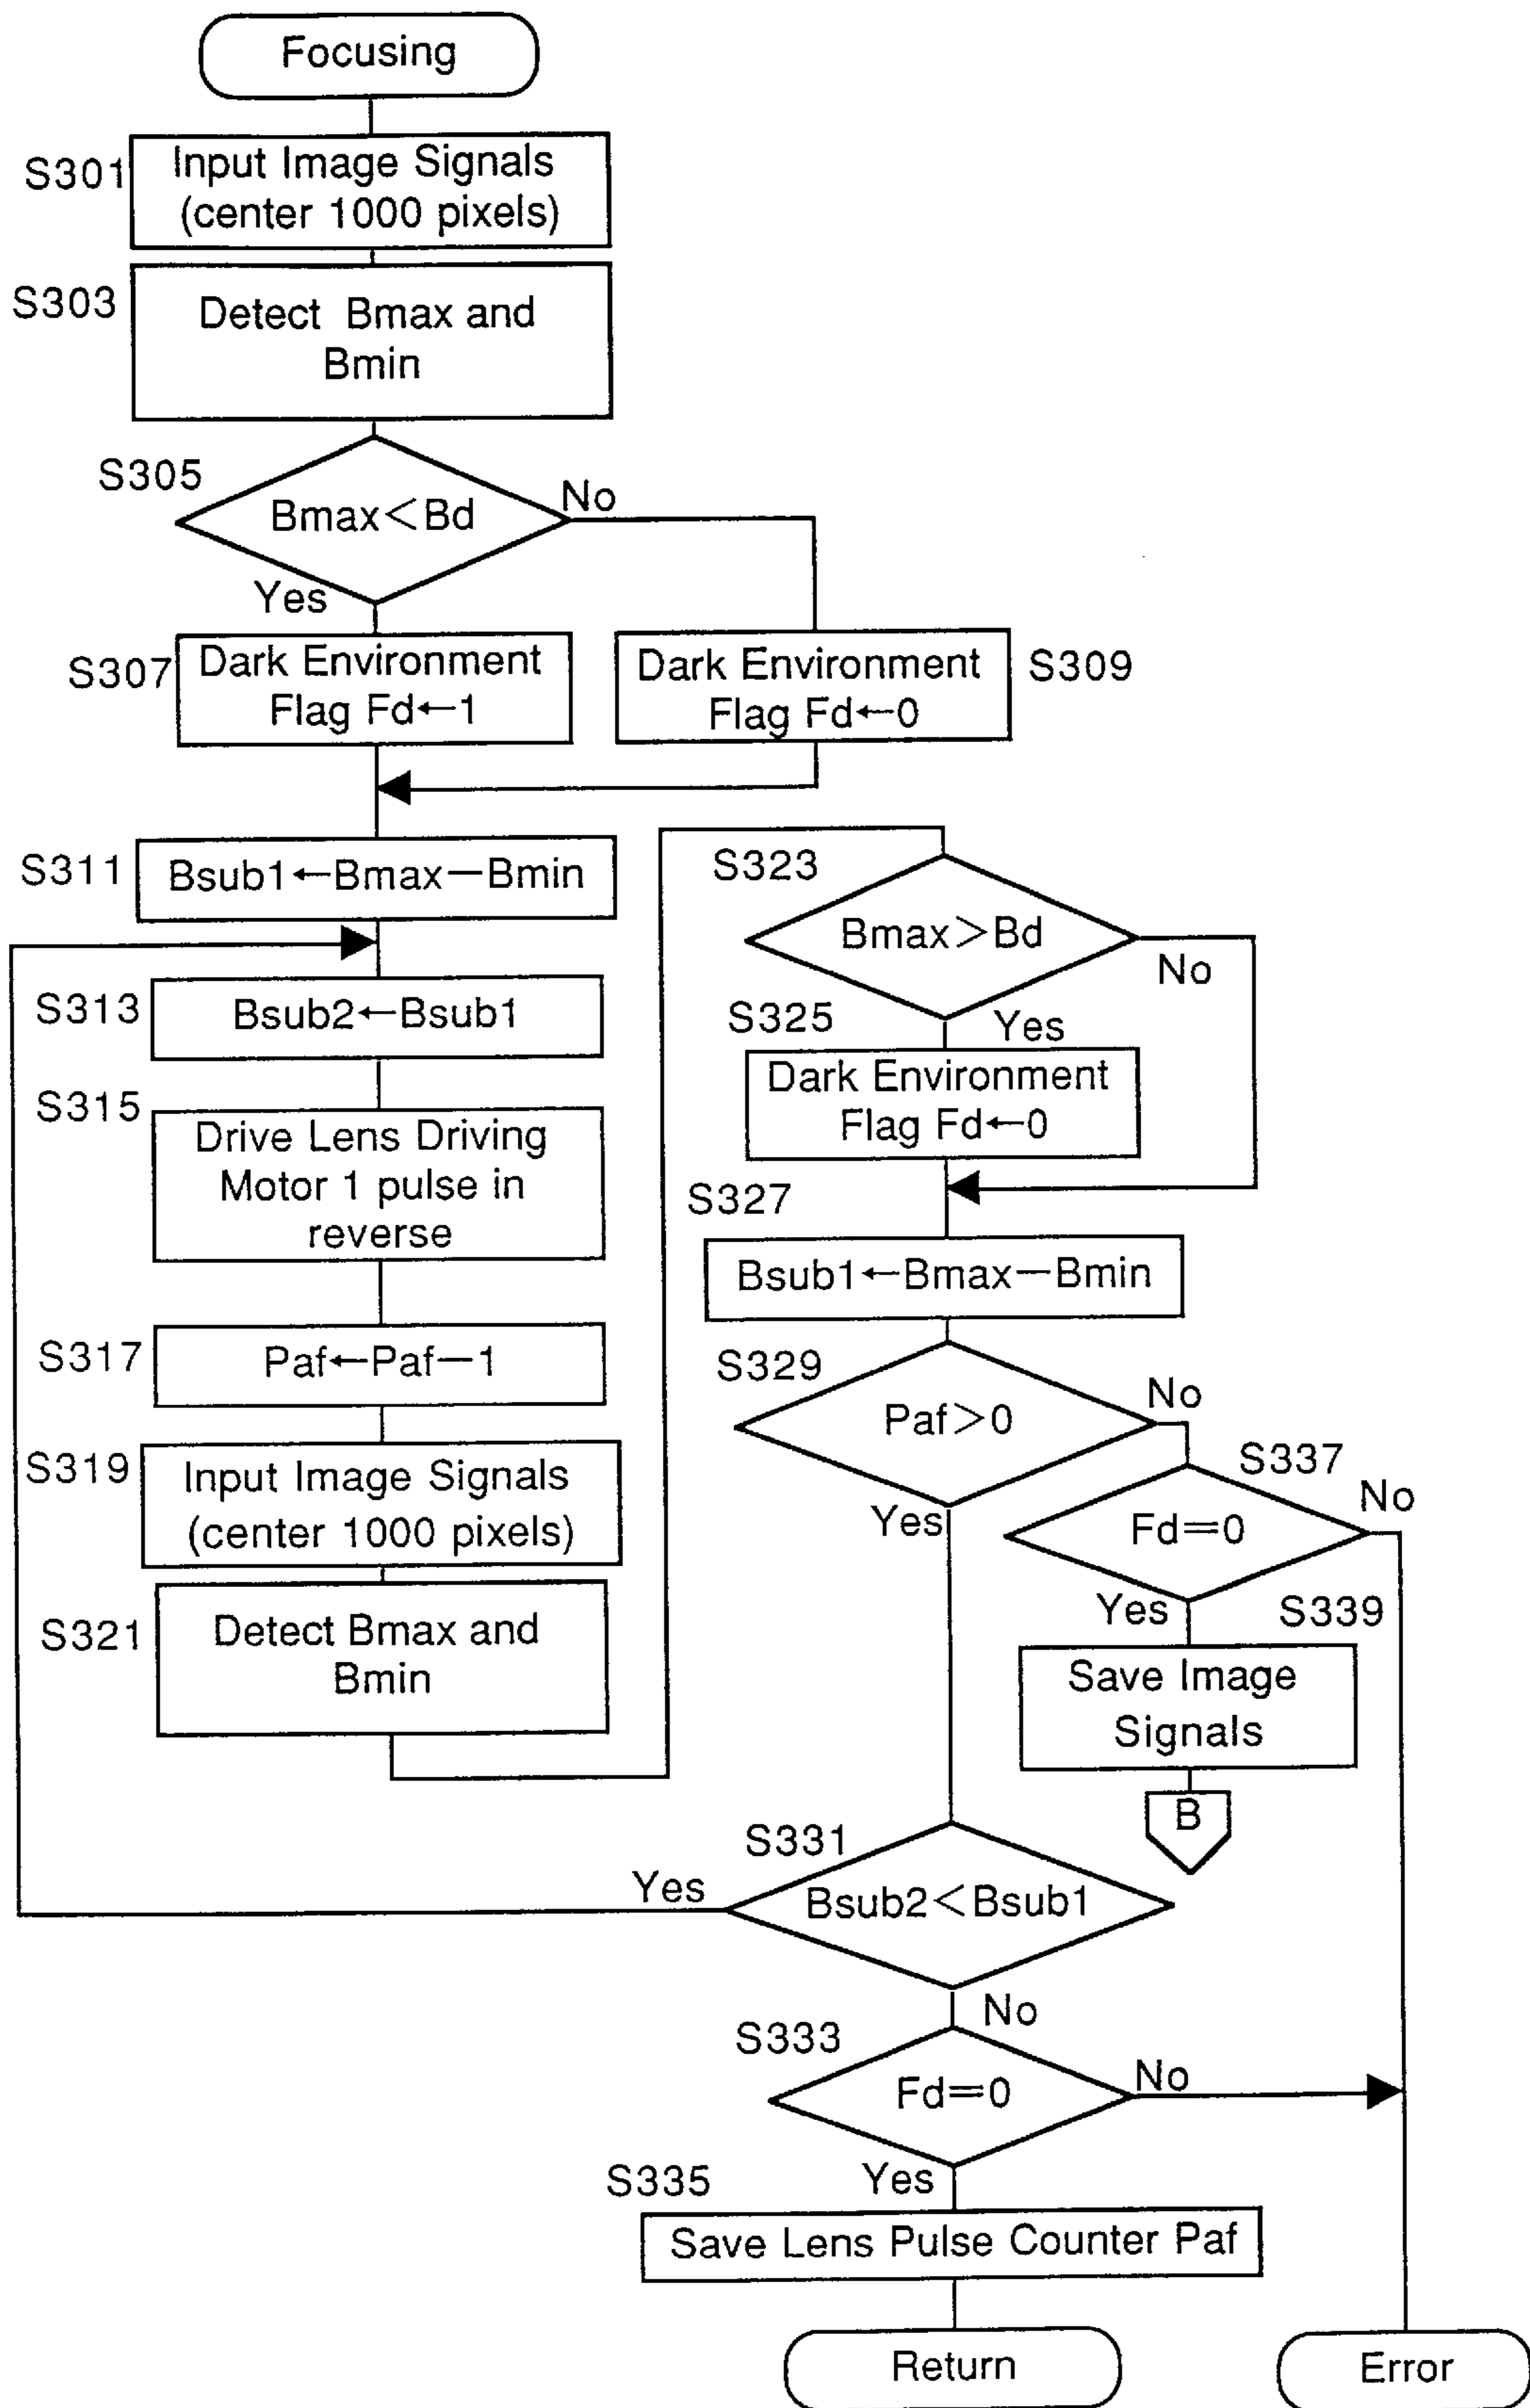 Focusing
S301
Input Image Signals
(center 1000 pixels)
S303
Detect Bmax and
Bmin
S305
Bmax<Bd
No
Yes
S307
Dark Environment
Flag Fd←1
Dark Environment
Flag Fd←0
S309
S311
Bsub1←Bmax−Bmin
S313
Bsub2←Bsub1
S315
Drive Lens Driving
Motor 1 pulse in
reverse
S317
Paf←Paf−1
S319
Input Image Signals
(center 1000 pixels)
S321
Detect Bmax and
Bmin
S323
Bmax>Bd
No
Yes
S325
Dark Environment
Flag Fd←0
S327
Bsub1←Bmax−Bmin
S329
Paf>0
No
Yes
S337
Fd=0
No
Yes
S339
Save Image
Signals
B
S331
Bsub2<Bsub1
Yes
No
S333
Fd=0
No
Yes
S335
Save Lens Pulse Counter Paf
Return
Error